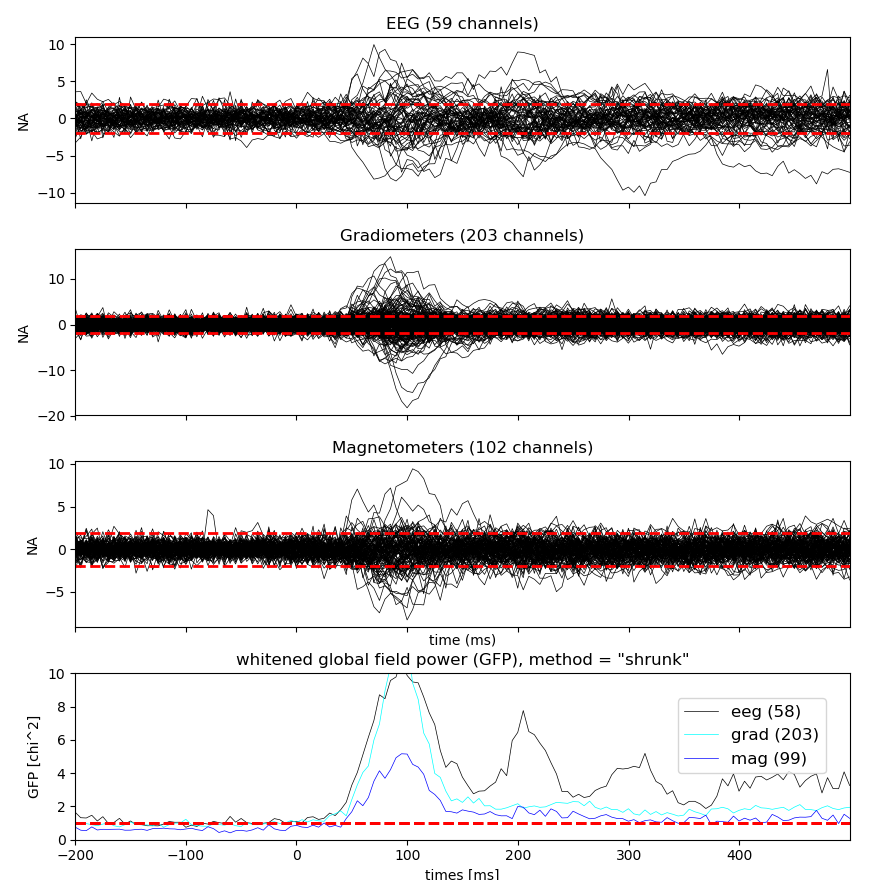 EEG (59 channels)
10
5
0
−5
−10
NA
Gradiometers (203 channels)
10
0
−10
−20
NA
Magnetometers (102 channels)
10
5
0
−5
NA
time (ms)
whitened global field power (GFP), method = "shrunk"
10
8
6
4
2
0
GFP [chi^2]
eeg (58)
grad (203)
mag (99)
−200 −100 0 100 200 300 400
times [ms]